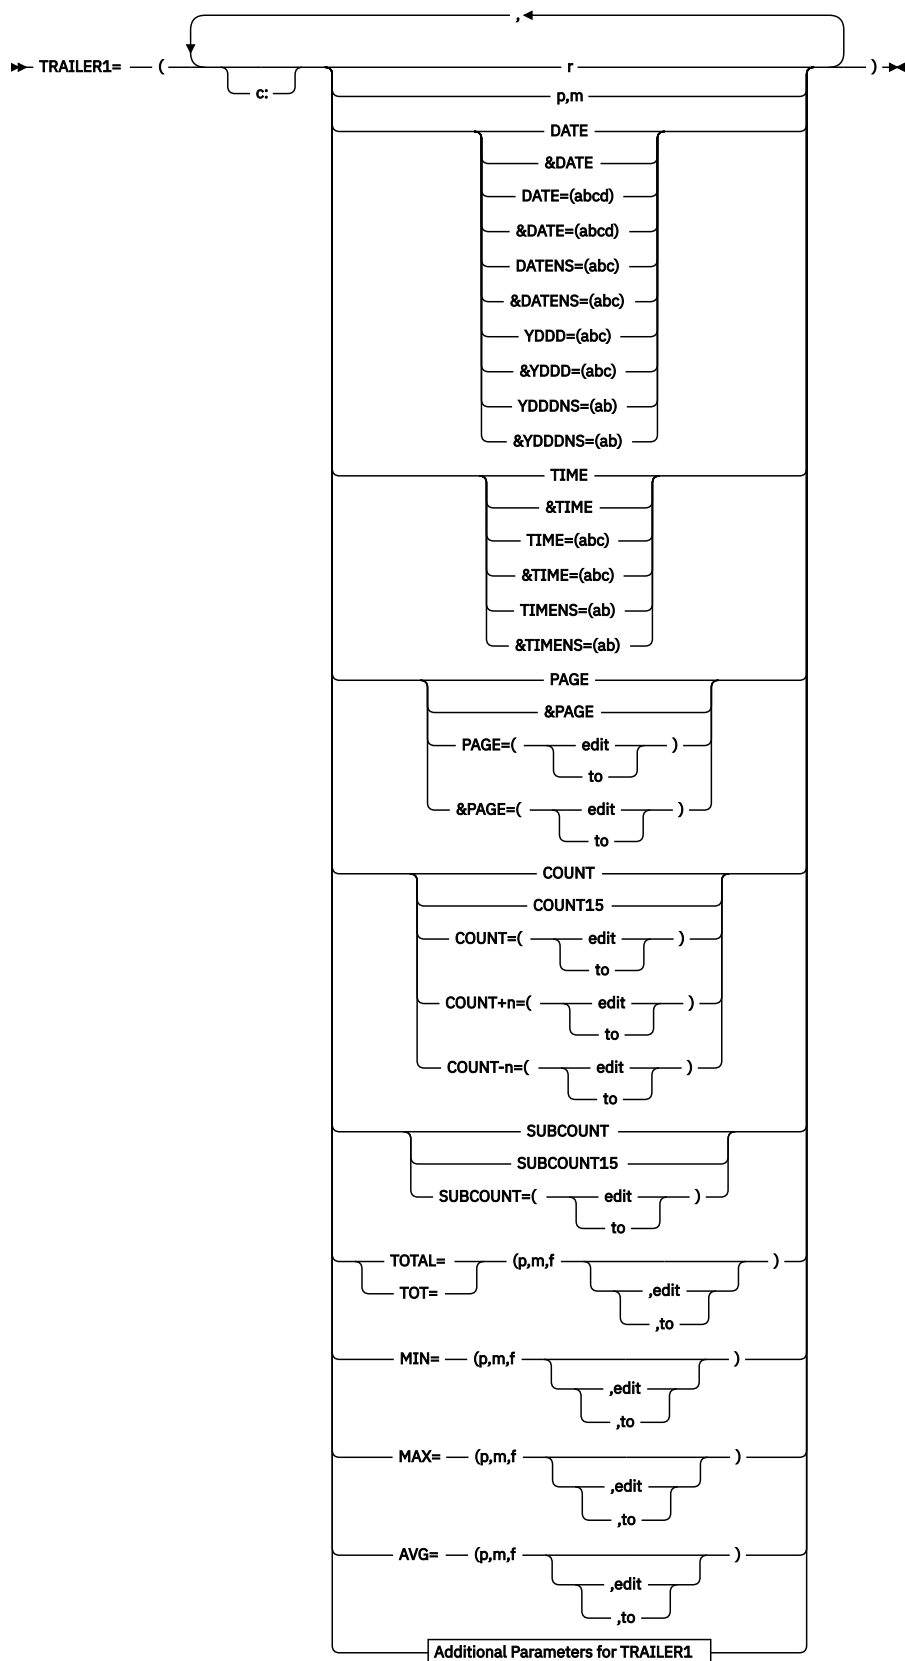 ,
TRAILER1= ( r )
c:
p,m
DATE
&DATE
DATE=(abcd)
&DATE=(abcd)
DATENS=(abc)
&DATENS=(abc)
YDDD=(abc)
&YDDD=(abc)
YDDDNS=(ab)
&YDDDNS=(ab)
TIME
&TIME
TIME=(abc)
&TIME=(abc)
TIMENS=(ab)
&TIMENS=(ab)
PAGE
&PAGE
PAGE=( edit )
to
&PAGE=( edit )
to
COUNT
COUNT15
COUNT=( edit )
to
COUNT+n=( edit )
to
COUNT-n=( edit )
to
SUBCOUNT
SUBCOUNT15
SUBCOUNT=( edit )
to
TOTAL= (p,m,f )
TOT= ,edit
,to
MIN= (p,m,f )
,edit
,to
MAX= (p,m,f )
,edit
,to
AVG= (p,m,f )
,edit
,to
Additional Parameters for TRAILER1